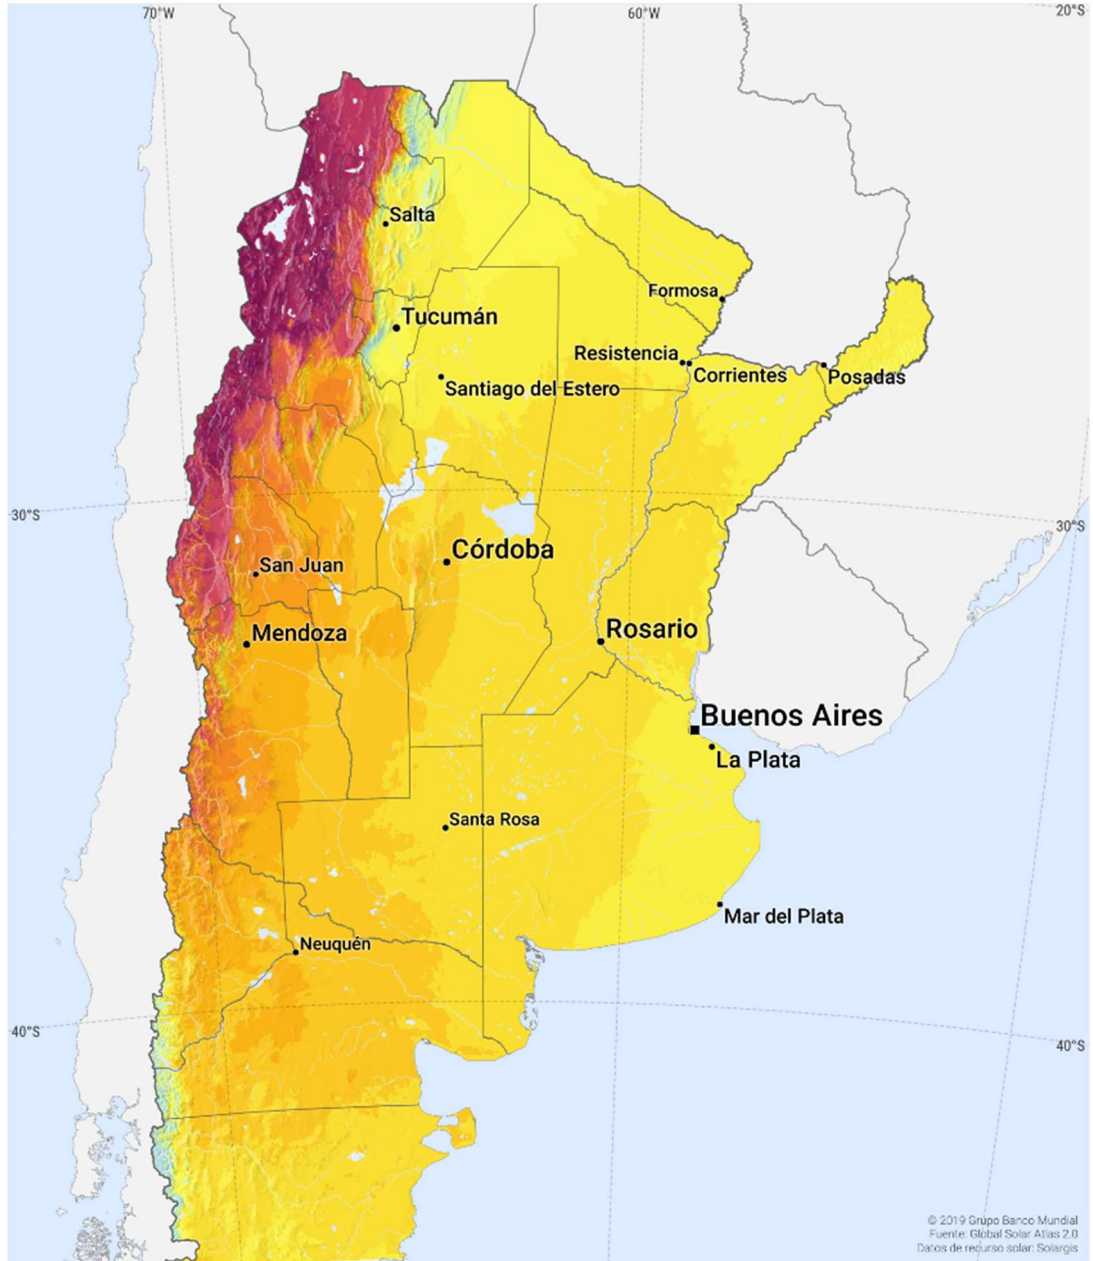 70°W
60°W
20°S
Salta
Formosa
Tucumán
Resistencia
Corrientes
Posadas
Santiago del Estero
30°S
30°S
Córdoba
San Juan
Rosario
Mendoza
Buenos Aires
La Plata
Santa Rosa
Mar del Plata
Neuquén
40°S
40°S
© 2019 Grupo Banco Mundial
Fuente: Global Solar Atlas 2.0
Datos de recurso solar: Solargis